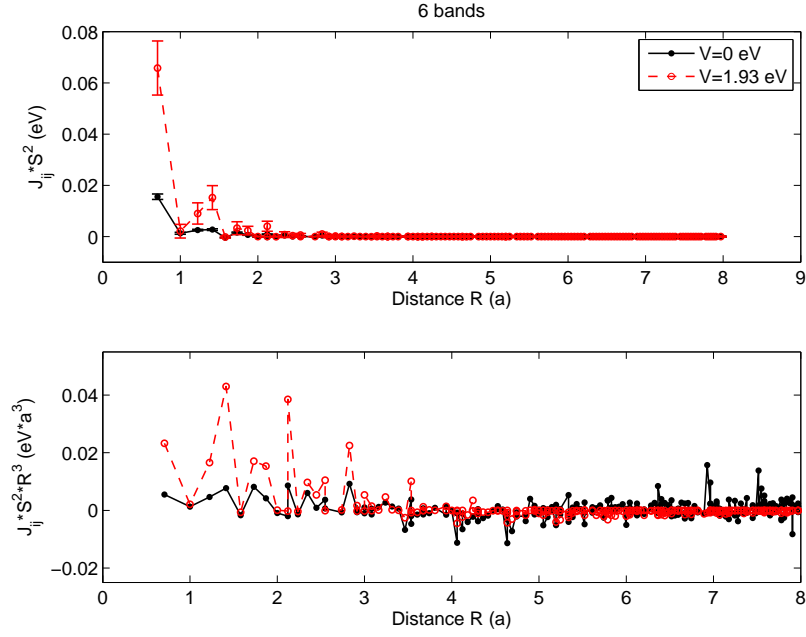 6 bands
J_ij*S^2 (eV)
0.08
0.06
0.04
0.02
0
V=0 eV
V=1.93 eV
0 1 2 3 4 5 6 7 8 9
Distance R (a)
J_ij*S^2*R^3 (eV*a^3)
0.04
0.02
0
−0.02
0 1 2 3 4 5 6 7 8
Distance R (a)